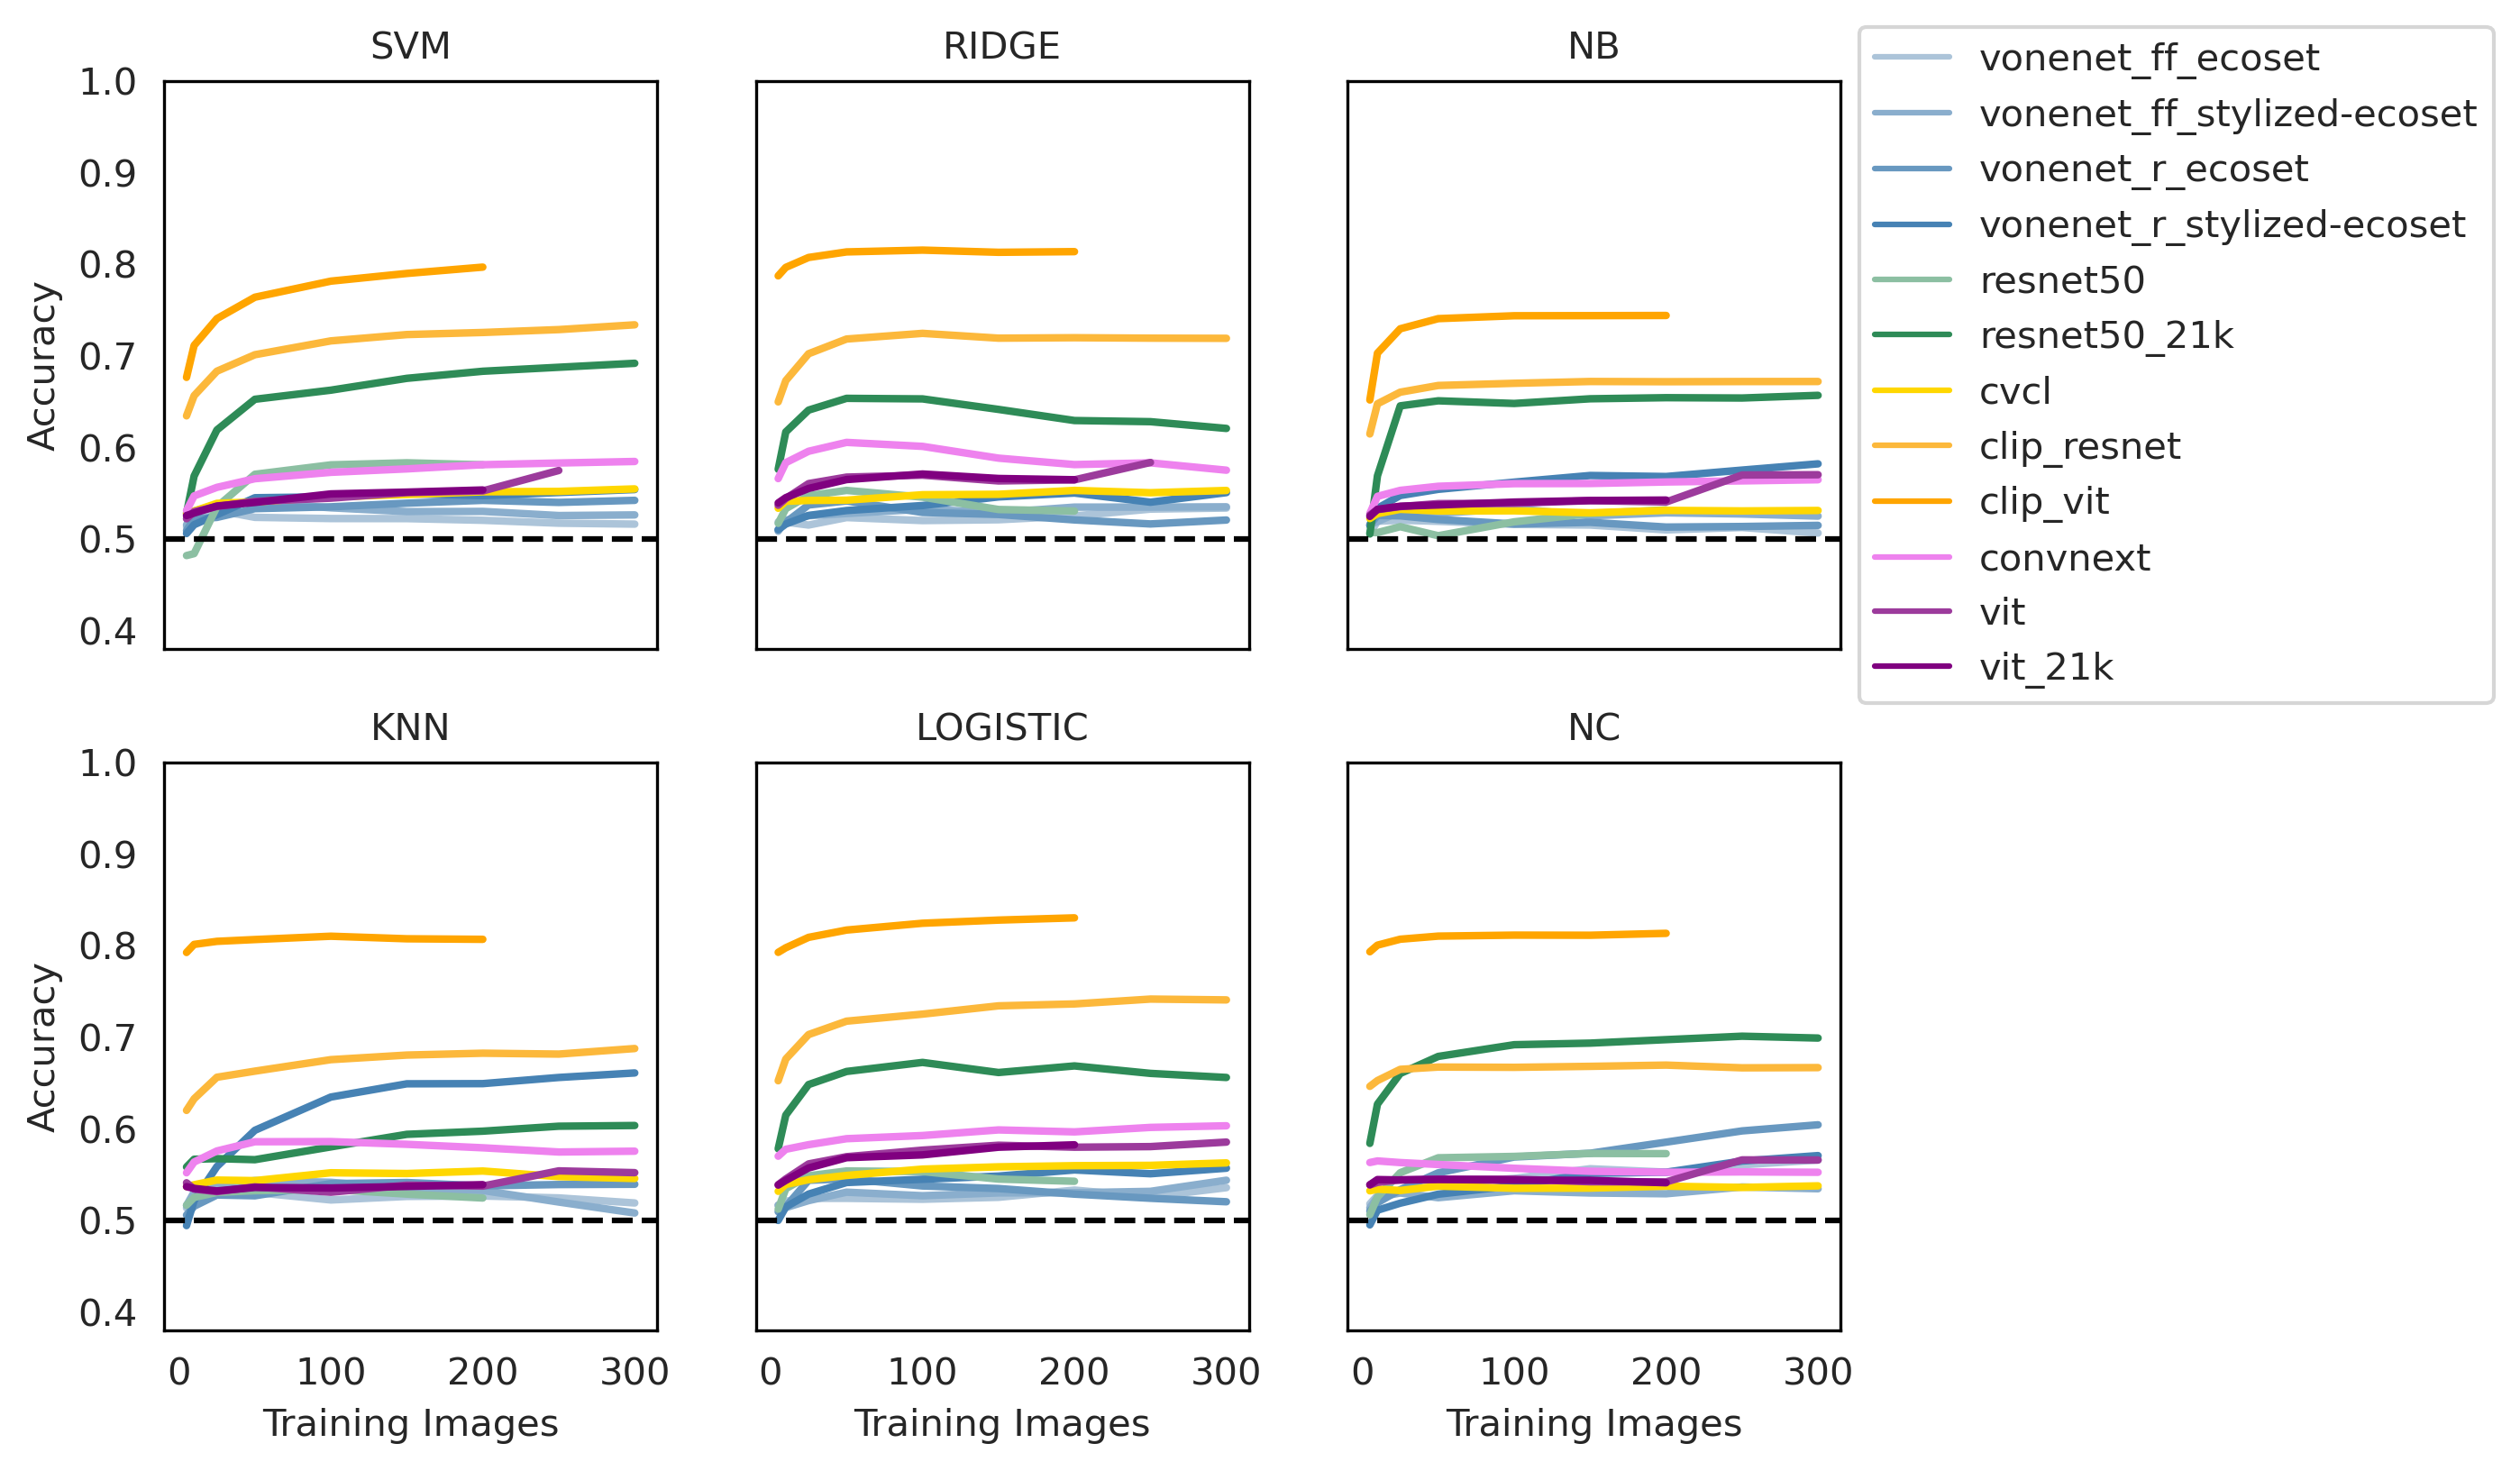 SVM
RIDGE
NB
1.0
0.9
0.8
0.7
0.6
0.5
0.4
Accuracy
vonenet_ff_ecoset
vonenet_ff_stylized-ecoset
vonenet_r_ecoset
vonenet_r_stylized-ecoset
resnet50
resnet50_21k
cvcl
clip_resnet
clip_vit
convnext
vit
vit_21k
KNN
LOGISTIC
NC
1.0
0.9
0.8
0.7
0.6
0.5
0.4
Accuracy
0 100 200 300
0 100 200 300
0 100 200 300
Training Images
Training Images
Training Images